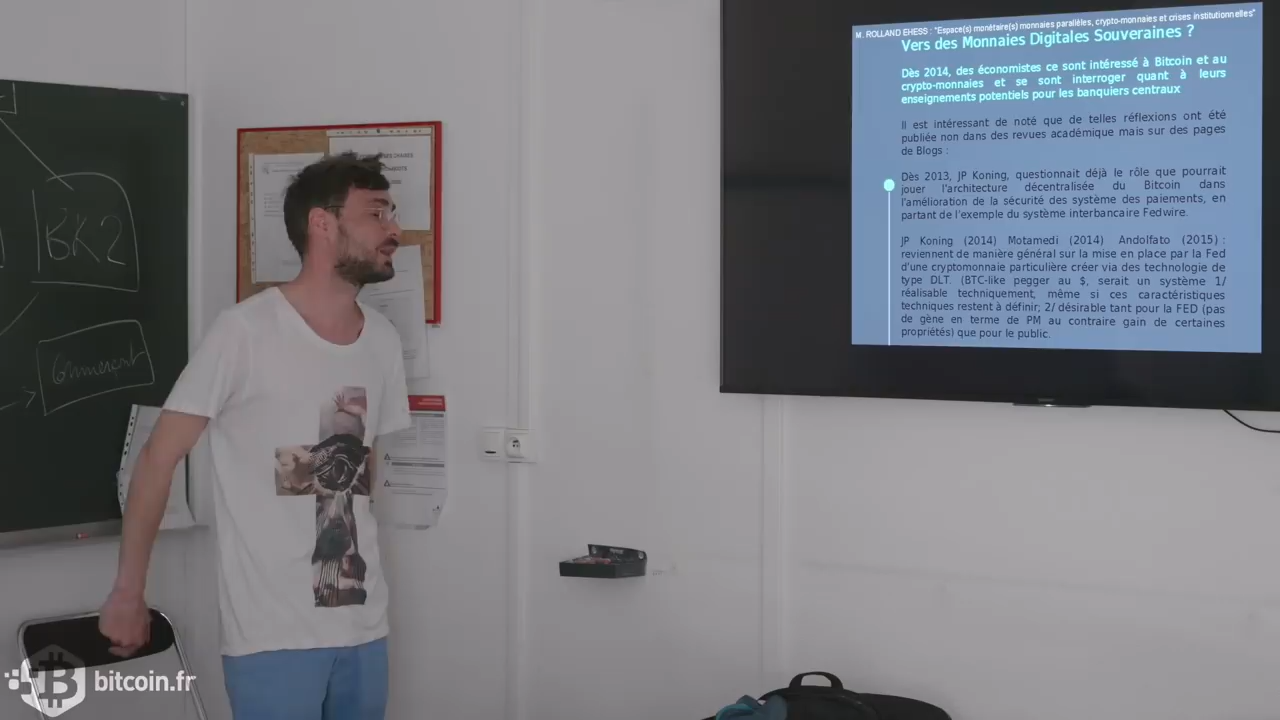 M. ROLLAND EHESS : "Espace(s) monétaire(s) monnaies parallèles, crypto-monnaies et crises institutionnelles"
Vers des Monnaies Digitales Souveraines ?
Dès 2014, des économistes ce sont intéressé à Bitcoin et au
crypto-monnaies et se sont interroger quant à leurs
enseignements potentiels pour les banquiers centraux
Il est intéressant de noté que de telles réflexions ont été
publiée non dans des revues académique mais sur des pages
de Blogs :
Dès 2013, JP Koning, questionnait déjà le rôle que pourrait
jouer l'architecture décentralisée du Bitcoin dans
l'amélioration de la sécurité des système des paiements, en
partant de l'exemple du système interbancaire Fedwire.
JP Koning (2014) Motamedi (2014) Andolfato (2015) :
reviennent de manière général sur la mise en place par la Fed
d'une cryptomonnaie particulière créer via des technologie de
type DLT. (BTC-like pegger au $, serait un système 1/
réalisable techniquement, même si ces caractéristiques
techniques restent à définir; 2/ désirable tant pour la FED (pas
de gène en terme de PM au contraire gain de certaines
propriétés) que pour le public.
BK2
Commerçant
bitcoin.fr